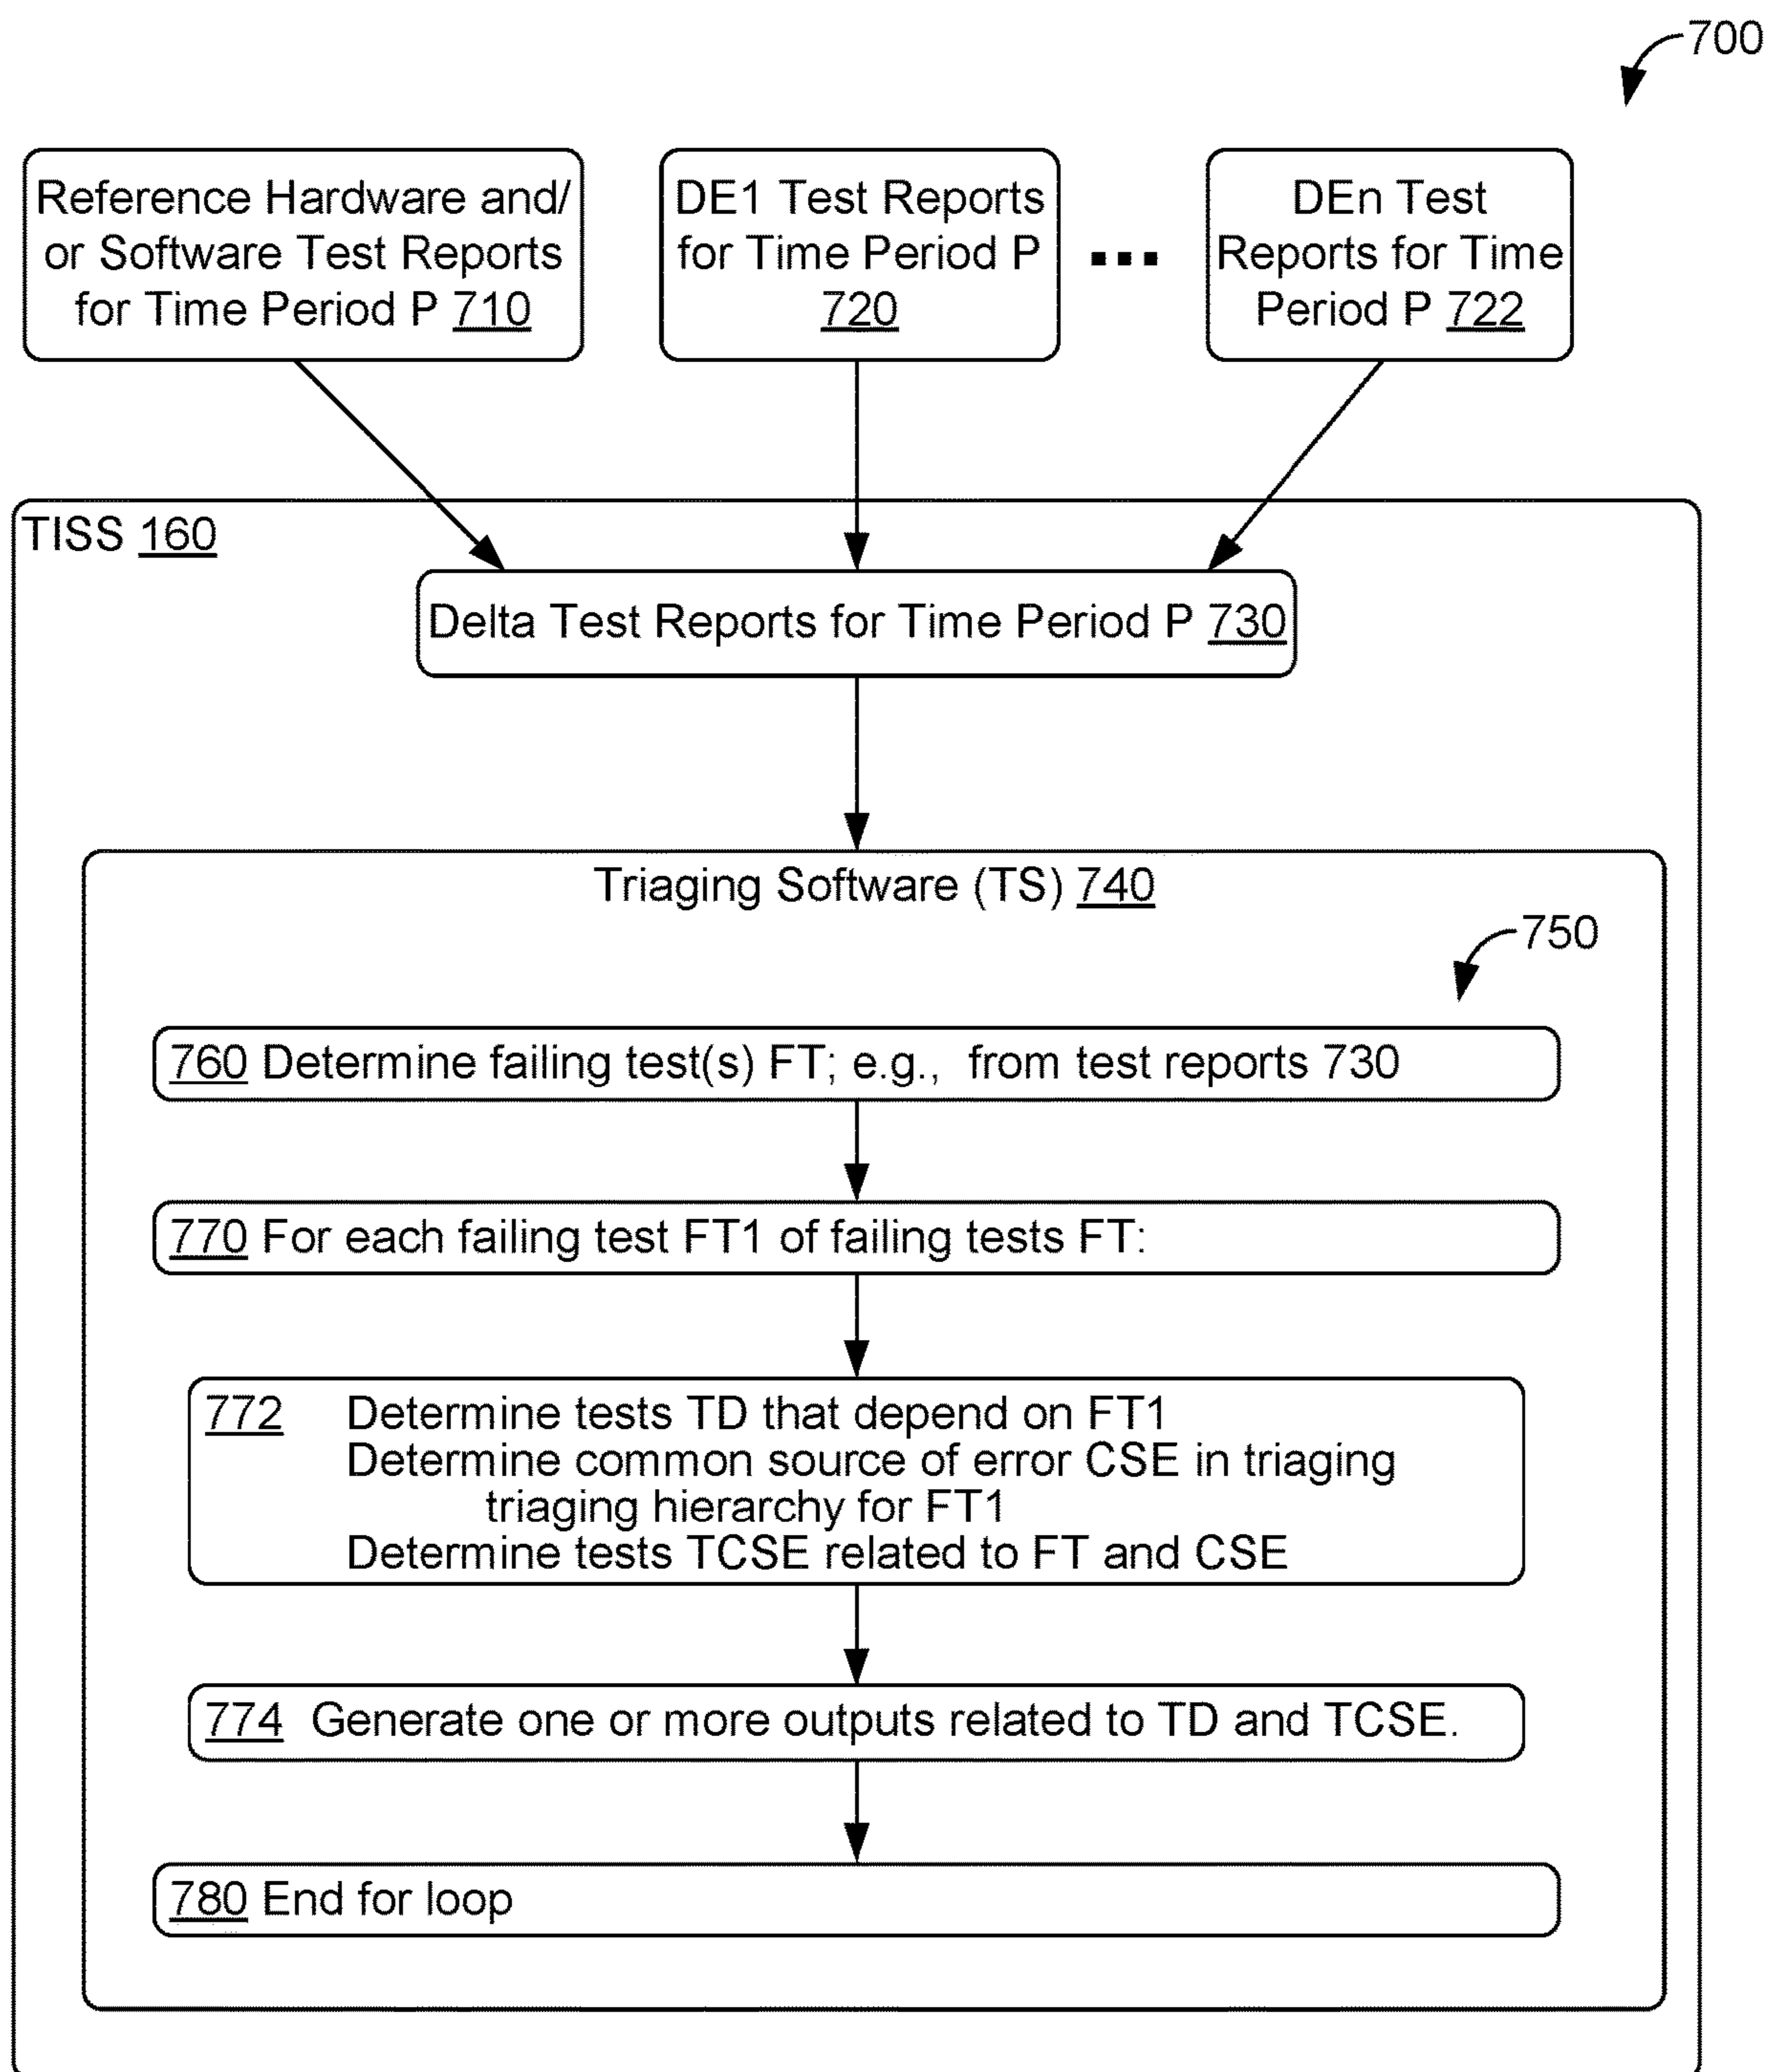 700
Reference Hardware and/
or Software Test Reports
for Time Period P 710
DE1 Test Reports
for Time Period P
720
...
DEn Test
Reports for Time
Period P 722
TISS 160
Delta Test Reports for Time Period P 730
Triaging Software (TS) 740
750
760 Determine failing test(s) FT; e.g., from test reports 730
770 For each failing test FT1 of failing tests FT:
772 Determine tests TD that depend on FT1
Determine common source of error CSE in triaging
triaging hierarchy for FT1
Determine tests TCSE related to FT and CSE
774 Generate one or more outputs related to TD and TCSE.
780 End for loop